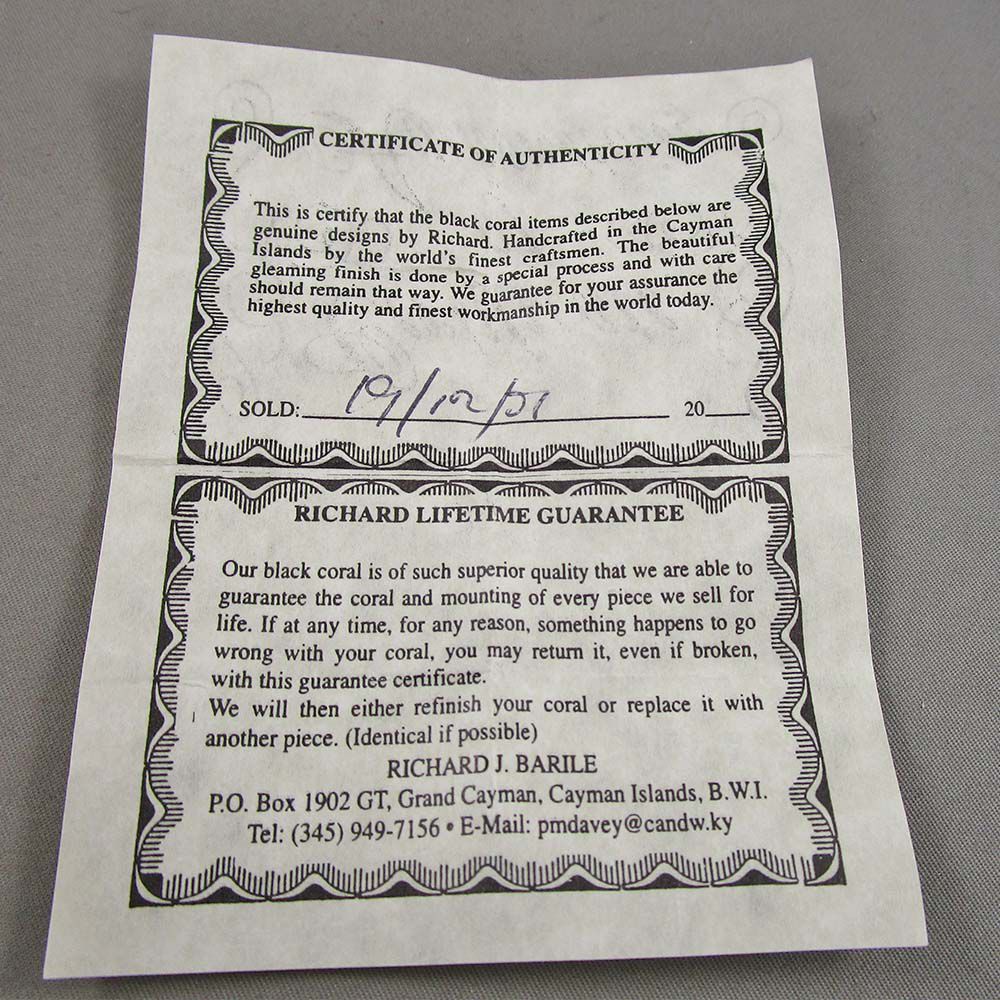 CERTIFICATE OF AUTHENTICITY
This is certify that the black coral items described below are
genuine designs by Richard. Handcrafted in the Cayman
Islands by the world's finest craftsmen. The beautiful
gleaming finish is done by a special process and with care
should remain that way. We guarantee for your assurance the
highest quality and finest workmanship in the world today.
SOLD: 19/12/01 20
RICHARD LIFETIME GUARANTEE
Our black coral is of such superior quality that we are able to
guarantee the coral and mounting of every piece we sell for
life. If at any time, for any reason, something happens to go
wrong with your coral, you may return it, even if broken,
with this guarantee certificate.
We will then either refinish your coral or replace it with
another piece. (Identical if possible)
RICHARD J. BARILE
P.O. Box 1902 GT, Grand Cayman, Cayman Islands, B.W.I.
Tel: (345) 949-7156 • E-Mail: pmdavey@candw.ky